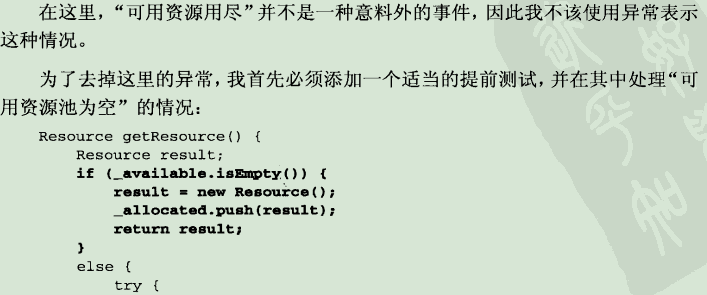 在这里，“可用资源用尽”并不是一种意料外的事件，因此我不该使用异常表示
这种情况。
为了去掉这里的异常，我首先必须添加一个适当的提前测试，并在其中处理“可
用资源池为空”的情况：
Resource getResource() {
Resource result;
if (_available.isEmpty()) {
result = new Resource();
_allocated.push(result);
return result;
}
else {
try {